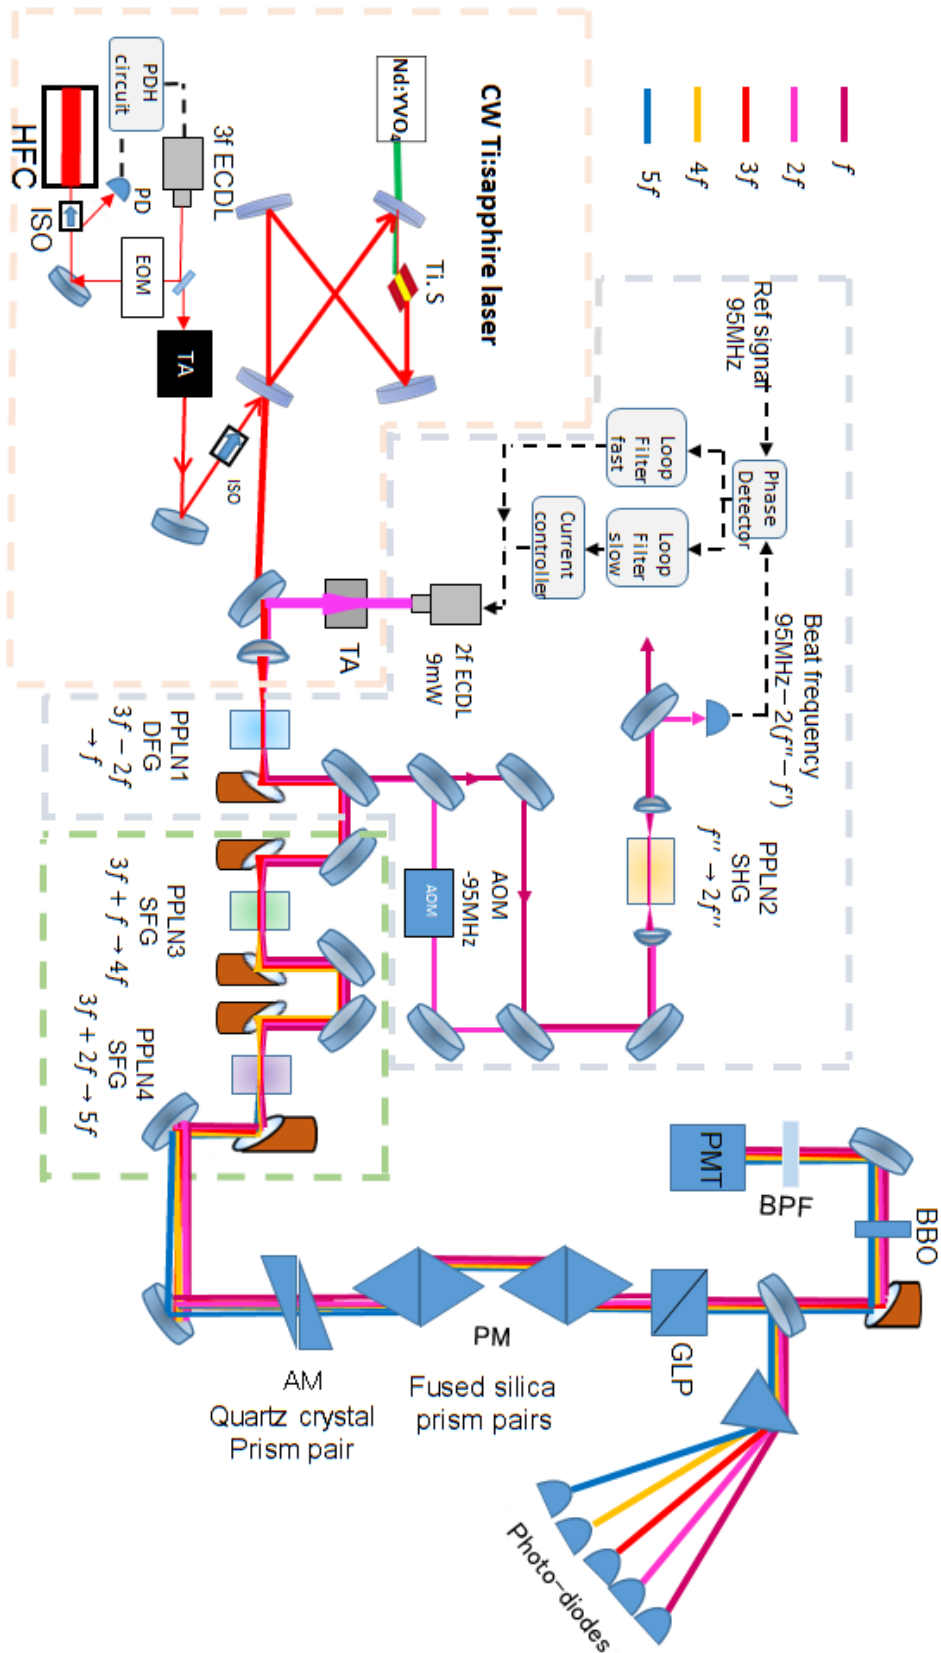 f
2f
3f
4f
5f
CW Ti:sapphire laser
Nd:YVO₄
Ti. S
PDH
circuit
3f ECDL
PD
HFC
ISO
EOM
TA
ISO
Ref signal
95MHz
Phase
Detector
Loop
Filter
fast
Loop
Filter
slow
Current
controller
Beat frequency
95MHz − 2(f'' − f')
2f ECDL
9mW
TA
PPLN1
DFG
3f − 2f
→ f
PPLN2
SHG
f'' → 2f''
AOM
-95MHz
AOM
PPLN3
SFG
3f + f → 4f
PPLN4
SFG
3f + 2f → 5f
PMT
BPF
BBO
GLP
PM
Fused silica
prism pairs
AM
Quartz crystal
Prism pair
Photo-diodes